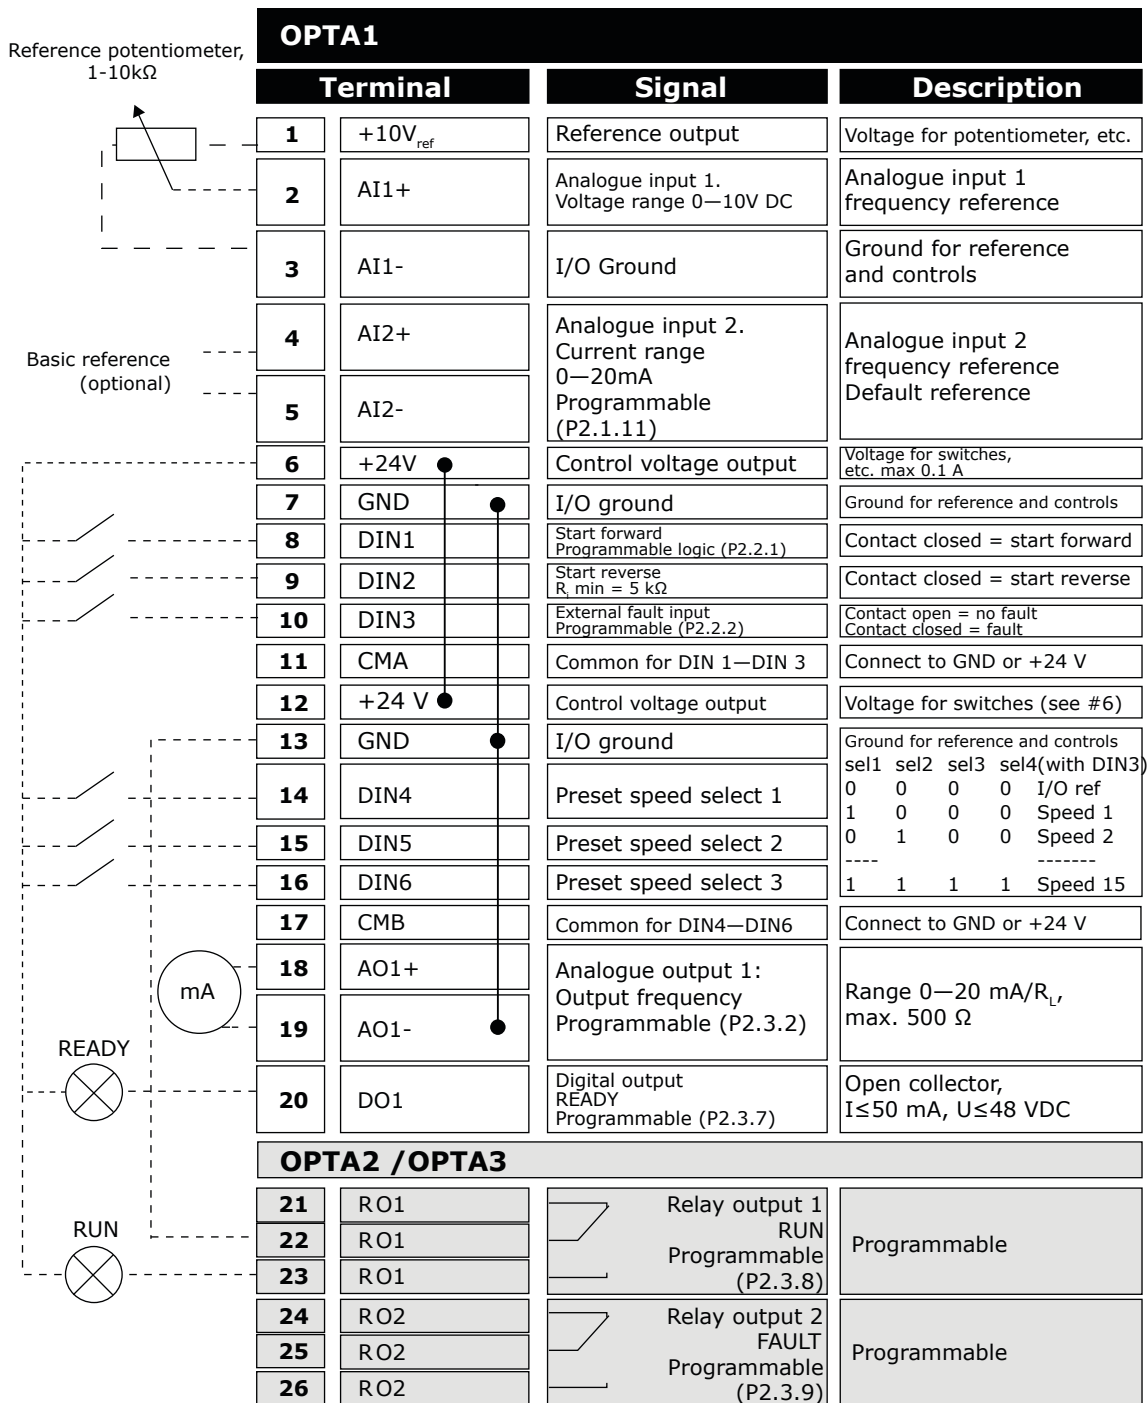 OPTA1
Reference potentiometer,
1-10kΩ
Terminal
Signal
Description
1
+10Vref
Reference output
Voltage for potentiometer, etc.
2
AI1+
Analogue input 1.
Voltage range 0—10V DC
Analogue input 1
frequency reference
3
AI1-
I/O Ground
Ground for reference
and controls
Basic reference
(optional)
4
AI2+
5
AI2-
Analogue input 2.
Current range
0—20mA
Programmable
(P2.1.11)
Analogue input 2
frequency reference
Default reference
6
+24V
Control voltage output
Voltage for switches,
etc. max 0.1 A
7
GND
I/O ground
Ground for reference and controls
8
DIN1
Start forward
Programmable logic (P2.2.1)
Contact closed = start forward
9
DIN2
Start reverse
Ri min = 5 kΩ
Contact closed = start reverse
10
DIN3
External fault input
Programmable (P2.2.2)
Contact open = no fault
Contact closed = fault
11
CMA
Common for DIN 1—DIN 3
Connect to GND or +24 V
12
+24 V
Control voltage output
Voltage for switches (see #6)
13
GND
I/O ground
Ground for reference and controls
sel1 sel2 sel3 sel4(with DIN3)
0 0 0 0 I/O ref
1 0 0 0 Speed 1
0 1 0 0 Speed 2
---- -------
1 1 1 1 Speed 15
14
DIN4
Preset speed select 1
15
DIN5
Preset speed select 2
16
DIN6
Preset speed select 3
17
CMB
Common for DIN4—DIN6
Connect to GND or +24 V
mA
18
AO1+
19
AO1-
Analogue output 1:
Output frequency
Programmable (P2.3.2)
Range 0—20 mA/RL,
max. 500 Ω
READY
20
DO1
Digital output
READY
Programmable (P2.3.7)
Open collector,
I≤50 mA, U≤48 VDC
OPTA2 /OPTA3
RUN
21
RO1
22
RO1
23
RO1
Relay output 1
RUN
Programmable
(P2.3.8)
Programmable
24
RO2
25
RO2
26
RO2
Relay output 2
FAULT
Programmable
(P2.3.9)
Programmable